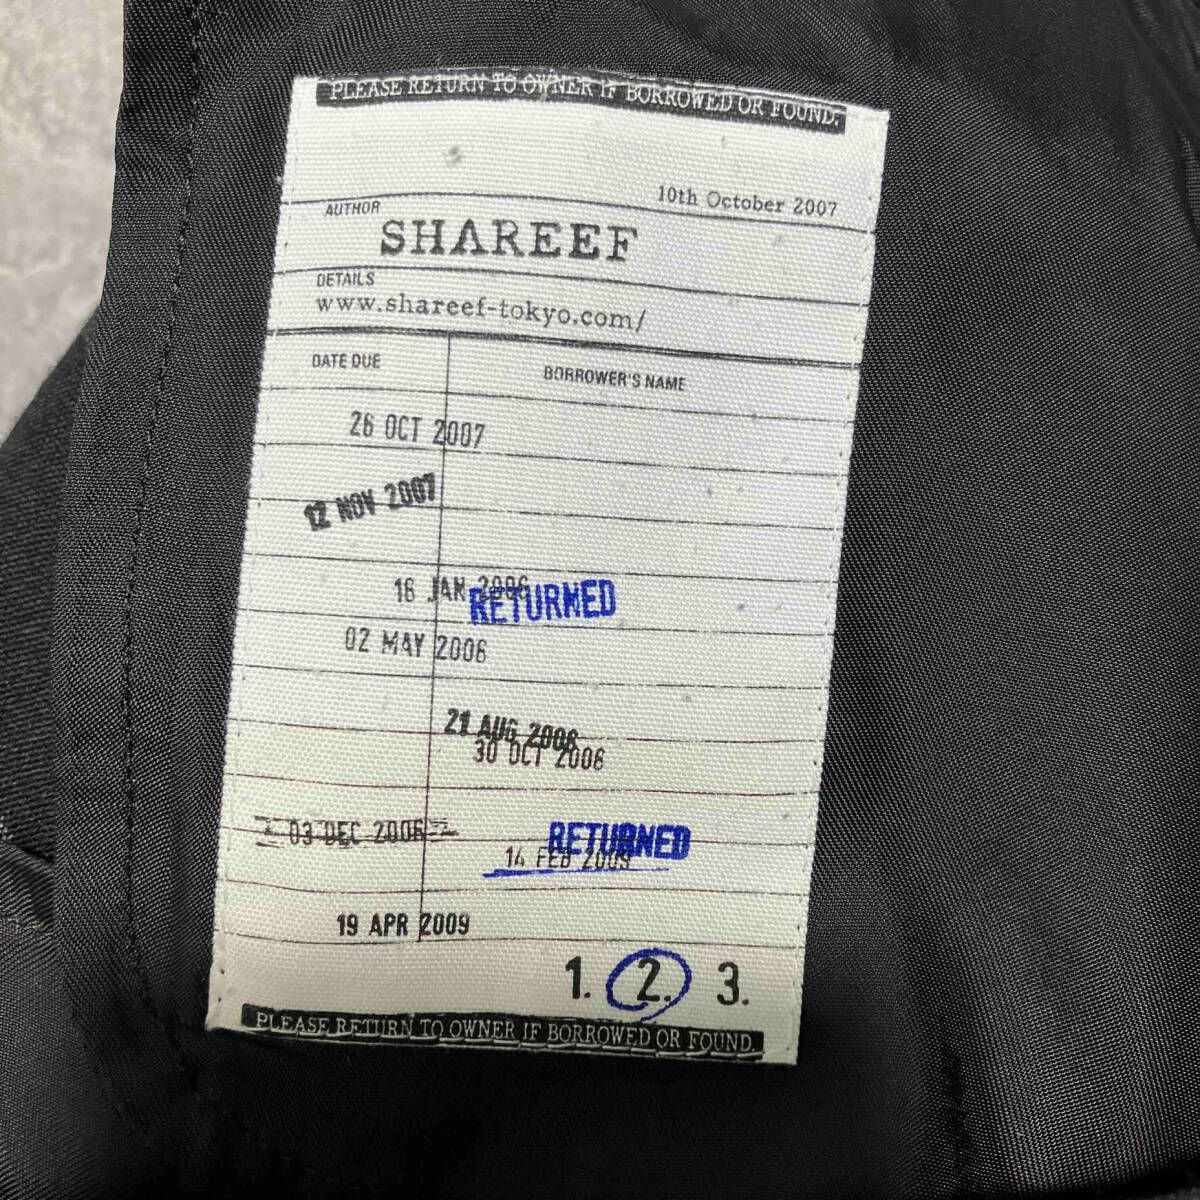 PLEASE RETURN TO OWNER IF BORROWED OR FOUND.
10th October 2007
AUTHOR
SHAREEF
DETAILS
www.shareef-tokyo.com/
DATE DUE BORROWER'S NAME
26 OCT 2007
12 NOV 2007
16 JAN 2006
RETURNED
02 MAY 2006
21 AUG 2008
30 OCT 2006
03 DEC 2006
RETURNED
14 FEB 2009
19 APR 2009
1. 2. 3.
PLEASE RETURN TO OWNER IF BORROWED OR FOUND.